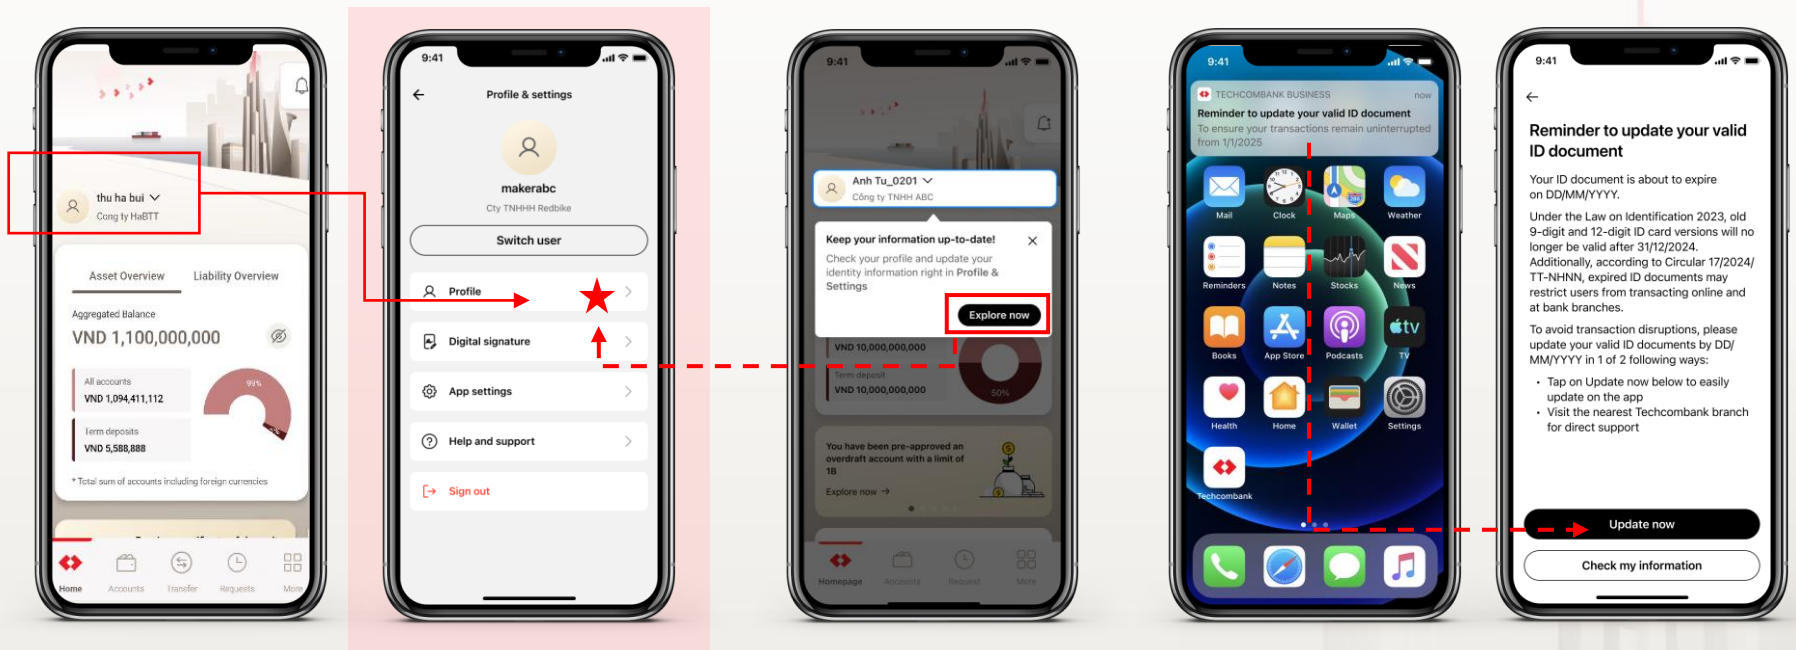 thu ha bui
Cong ty HaBTT
Asset Overview
Liability Overview
Aggregated Balance
VND 1,100,000,000
All accounts
VND 1,094,411,112
99%
Term deposits
VND 5,588,888
* Total sum of accounts including foreign currencies
Home
Accounts
Transfer
Requests
More
9:41
Profile & settings
makerabc
Cty TNHHH Redbike
Switch user
Profile
Digital signature
App settings
Help and support
Sign out
9:41
Anh Tu_0201
Công ty TNHH ABC
Keep your information up-to-date!
Check your profile and update your
identity information right in Profile &
Settings
Explore now
VND 10,000,000,000
Term deposit
VND 10,000,000,000
50%
You have been pre-approved an
overdraft account with a limit of
1B
Explore now →
Homepage
Accounts
Request
More
9:41
TECHCOMBANK BUSINESS
now
Reminder to update your valid ID document
To ensure your transactions remain uninterrupted
from 1/1/2025
Mail
Clock
Maps
Weather
Reminders
Notes
Stocks
News
Books
App Store
Podcasts
tv
TV
Health
Home
Wallet
Settings
Techcombank
9:41
Reminder to update your valid
ID document
Your ID document is about to expire
on DD/MM/YYYY.
Under the Law on Identification 2023, old
9-digit and 12-digit ID card versions will no
longer be valid after 31/12/2024.
Additionally, according to Circular 17/2024/
TT-NHNN, expired ID documents may
restrict users from transacting online and
at bank branches.
To avoid transaction disruptions, please
update your valid ID documents by DD/
MM/YYYY in 1 of 2 following ways:
• Tap on Update now below to easily
update on the app
• Visit the nearest Techcombank branch
for direct support
Update now
Check my information